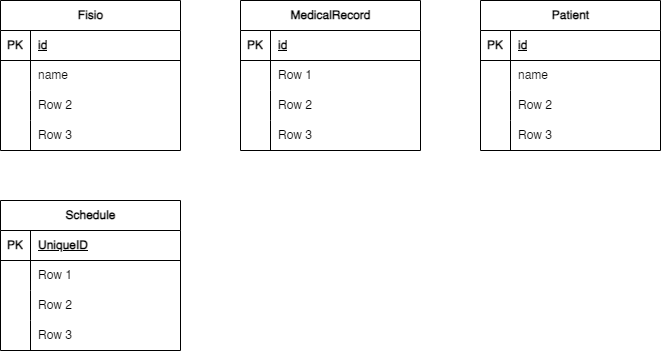 Fisio
PK id
name
Row 2
Row 3
MedicalRecord
PK id
Row 1
Row 2
Row 3
Patient
PK id
name
Row 2
Row 3
Schedule
PK UniqueID
Row 1
Row 2
Row 3